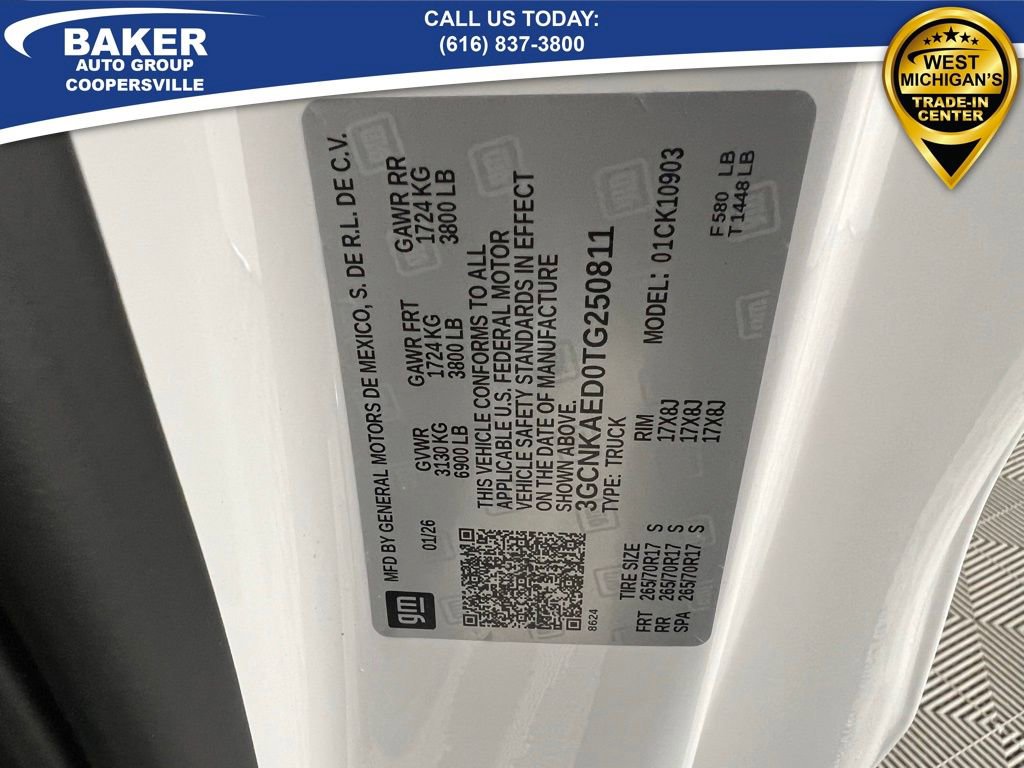 BAKER
AUTO GROUP
COOPERSVILLE
CALL US TODAY:
(616) 837-3800
WEST
MICHIGAN'S
TRADE-IN
CENTER
gm
MFD BY GENERAL MOTORS DE MEXICO, S. DE R.L. DE C.V.
01/26 GVWR GAWR FRT GAWR RR
3130 KG 1724 KG 1724 KG
6900 LB 3800 LB 3800 LB
THIS VEHICLE CONFORMS TO ALL
APPLICABLE U.S. FEDERAL MOTOR
VEHICLE SAFETY STANDARDS IN EFFECT
ON THE DATE OF MANUFACTURE
SHOWN ABOVE.
3GCNKAED0TG250811
TYPE: TRUCK
8624
MODEL: 01CK10903
TIRE SIZE RIM
FRT 265/70R17 S 17X8J
RR 265/70R17 S 17X8J
SPA 265/70R17 S 17X8J
F 580 LB
T 1448 LB